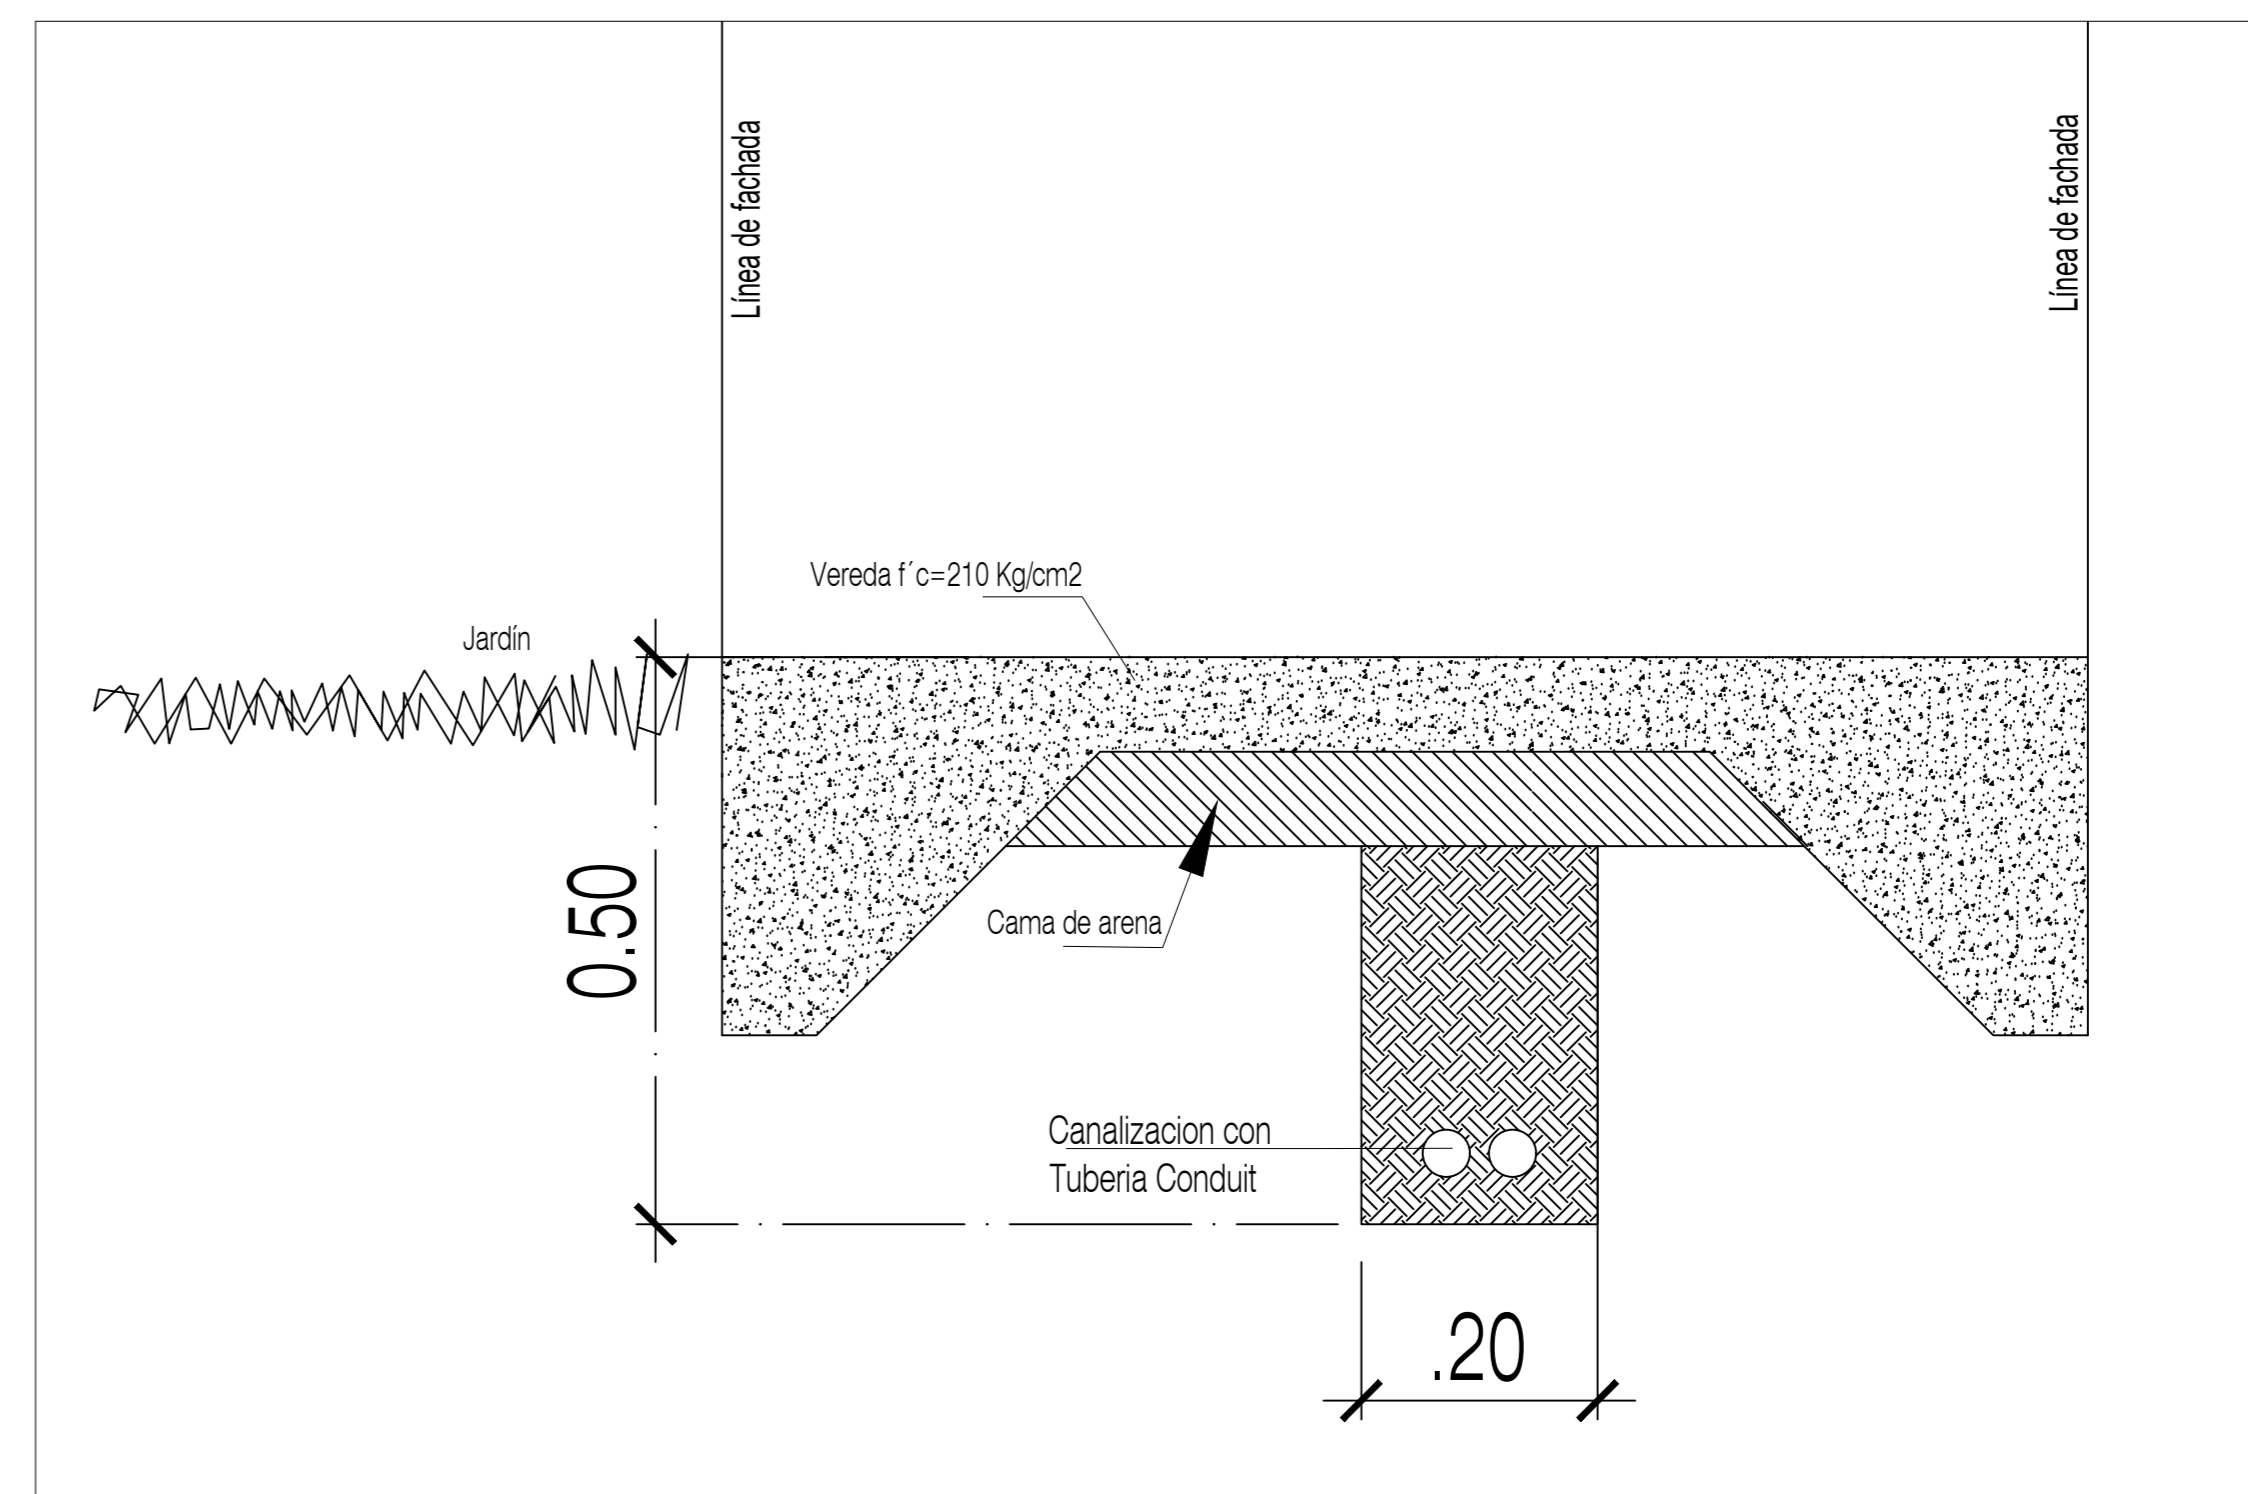 Línea de fachada
Línea de fachada
Vereda f´c=210 Kg/cm2
Jardín
0.50
Cama de arena
Canalizacion con
Tuberia Conduit
.20